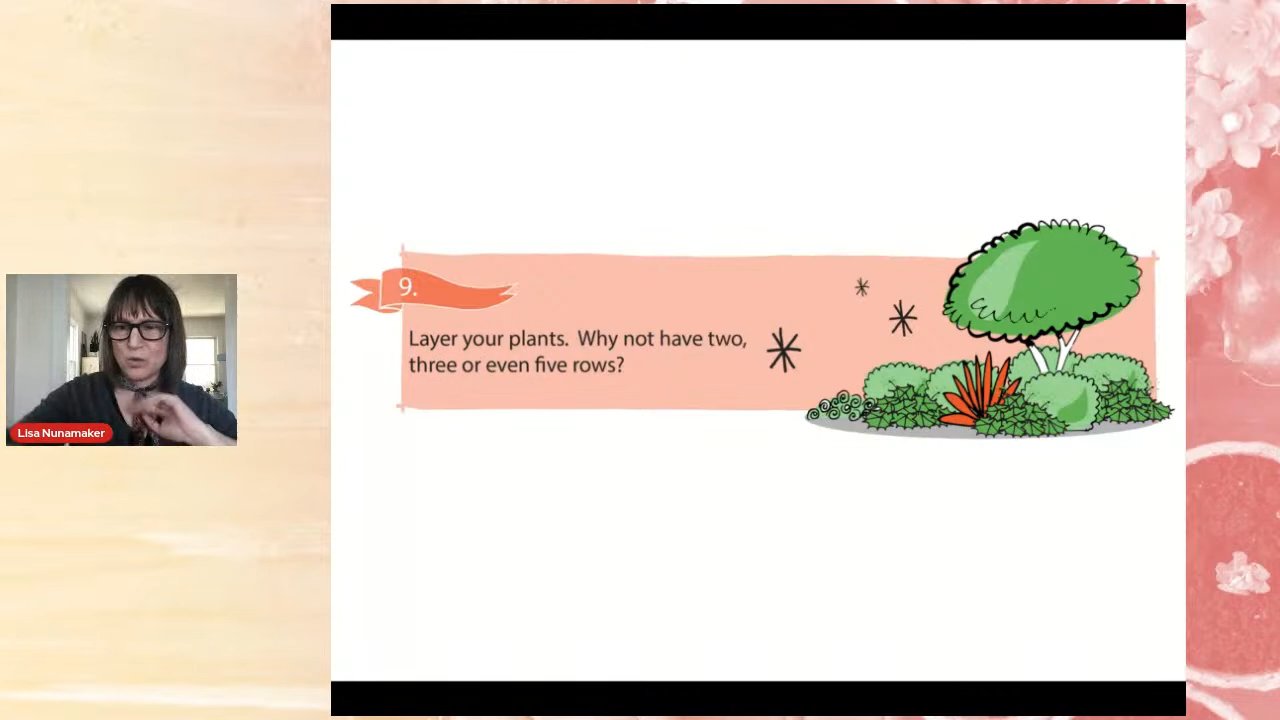 9.
Layer your plants. Why not have two,
three or even five rows?
Lisa Nunamaker